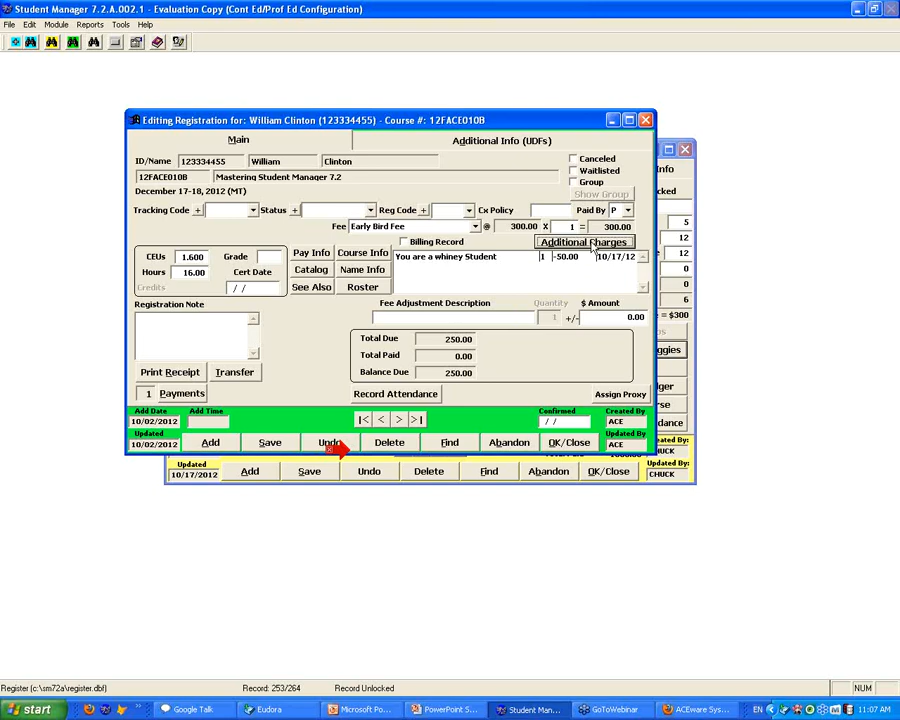 Student Manager 7.2.A.002.1 - Evaluation Copy (Cont Ed/Prof Ed Configuration)
File Edit Module Reports Tools Help
Editing Registration for: William Clinton (123334455) - Course #: 12FACE010B
Main Additional Info (UDFs)
ID/Name 123334455 William Clinton
Canceled
12FACE010B Mastering Student Manager 7.2
Waitlisted
Group
December 17-18, 2012 (MT)
Show Group
Tracking Code + Status + Reg Code + Cx Policy Paid By P
Fee Early Bird Fee @ 300.00 X 1 = 300.00
Billing Record Additional Charges
CEUs 1.600 Grade Pay Info Course Info You are a whiney Student 1 -50.00 10/17/12
Hours 16.00 Cert Date Catalog Name Info
Credits / / See Also Roster
Registration Note
Fee Adjustment Description Quantity $ Amount
1 +/- 0.00
Total Due 250.00
Total Paid 0.00
Balance Due 250.00
Print Receipt Transfer
1 Payments Record Attendance Assign Proxy
Add Date Add Time |< < > >| Confirmed Created By
10/02/2012 / / ACE
Updated Updated By
10/02/2012 Add Save Undo Delete Find Abandon OK/Close ACE
Updated Updated By:
10/17/2012 Add Save Undo Delete Find Abandon OK/Close CHUCK
5
12
12
0
0
6
= $300
CHUCK
Register (c:\sm72a\register.dbf) Record: 253/264 Record Unlocked NUM
start Google Talk Eudora Microsoft Po... PowerPoint S... Student Man... GoToWebinar ACEware Sys... EN 11:07 AM